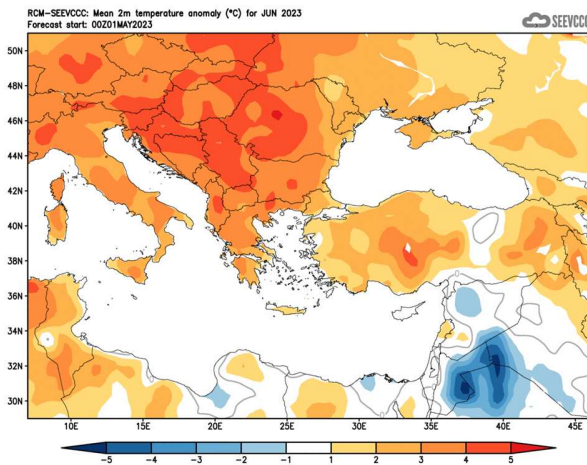 RCM-SEEVCCC: Mean 2m temperature anomaly (°C) for JUN 2023
Forecast start: 00Z01MAY2023
SEEVCCC
50N
48N
46N
44N
42N
40N
38N
36N
34N
32N
30N
10E 15E 20E 25E 30E 35E 40E 45E
-5 -4 -3 -2 -1 1 2 3 4 5